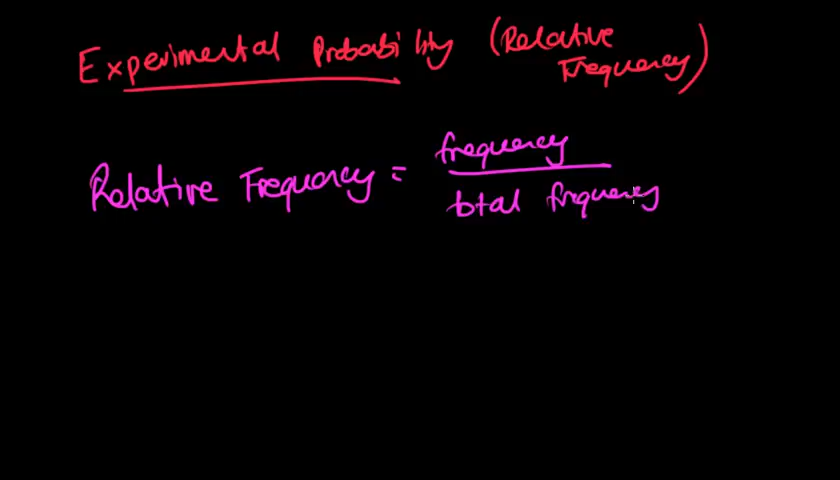 Experimental Probability (Relative
Frequency)
Relative Frequency = frequency
total frequency